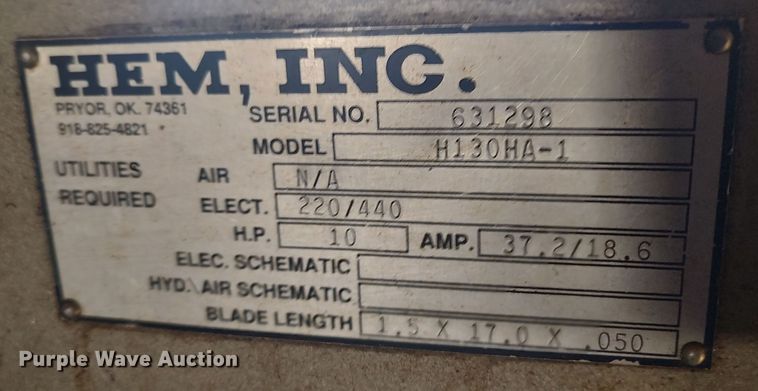 HEM, INC.
PRYOR, OK. 74361
918-825-4821
SERIAL NO. 631298
MODEL H130HA-1
UTILITIES REQUIRED
AIR N/A
ELECT. 220/440
H.P. 10 AMP. 37.2/18.6
ELEC. SCHEMATIC
HYD. \ AIR SCHEMATIC
BLADE LENGTH 1.5 X 17.0 X .050
Purple Wave Auction